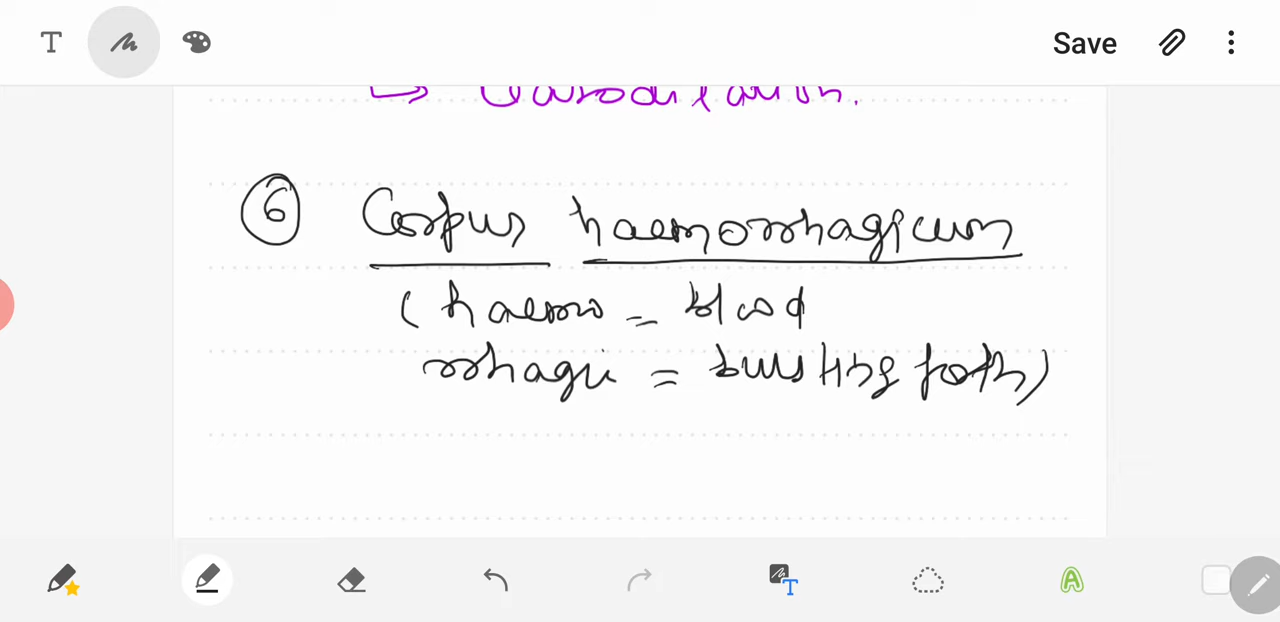 T Save
⑥ Corpus haemorrhagicum
(haemo = blood
rrhagi = bursting forth)
T
A